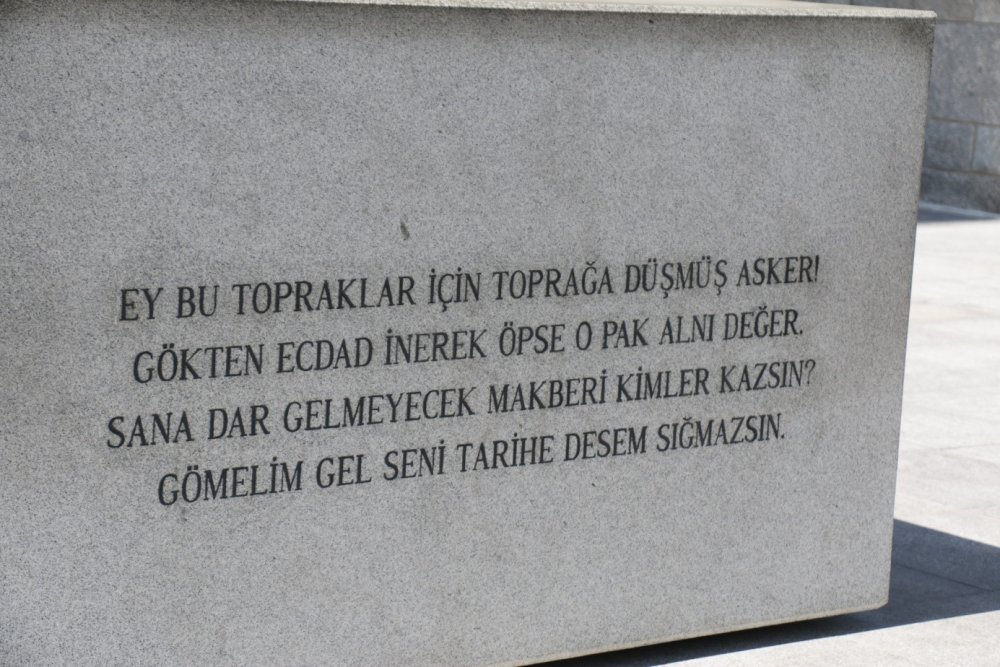 EY BU TOPRAKLAR İÇİN TOPRAĞA DÜŞMÜŞ ASKER!
GÖKTEN ECDAD İNEREK ÖPSE O PAK ALNI DEĞER.
SANA DAR GELMEYECEK MAKBERİ KİMLER KAZSIN?
GÖMELİM GEL SENİ TARİHE DESEM SIĞMAZSIN.